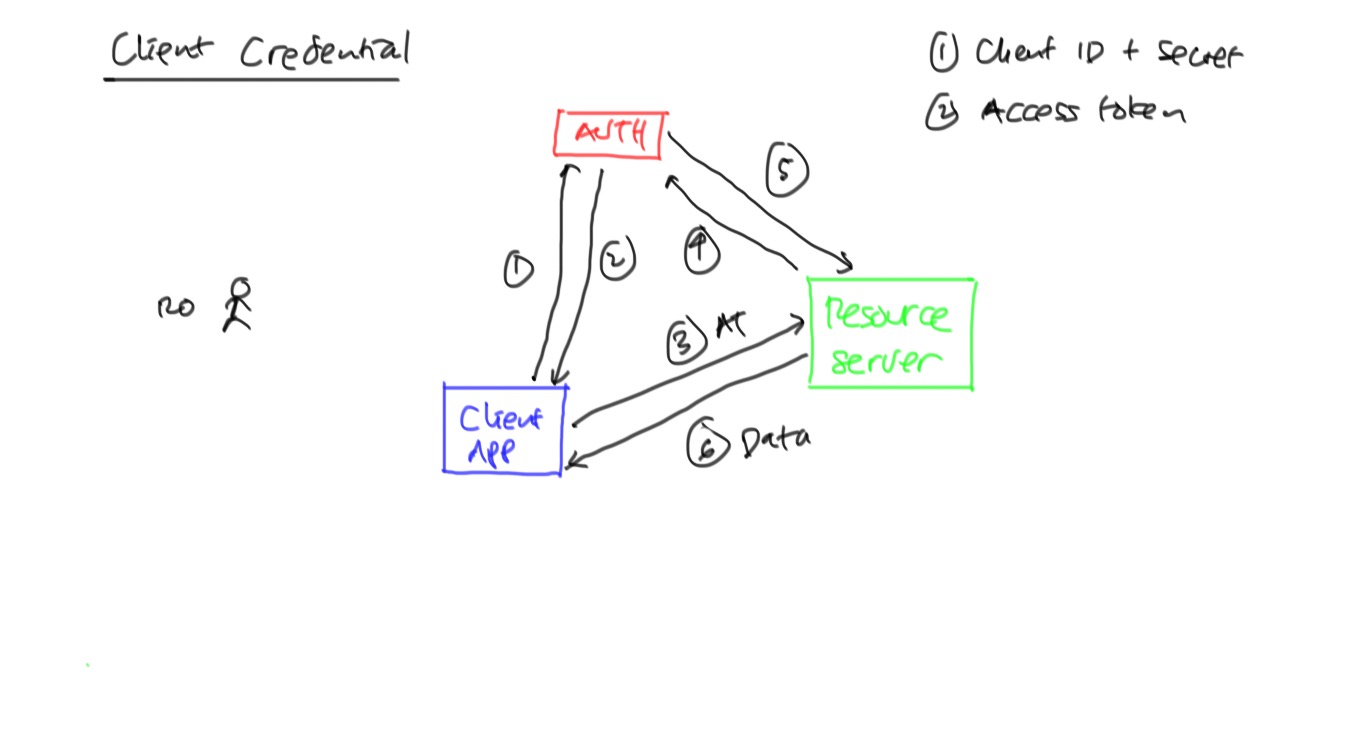 Client Credential
① Client ID + Secret
② Access token
AUTH
⑤
①
②
④
RO
③ AT
Resource
server
Client
APP
⑥ Data